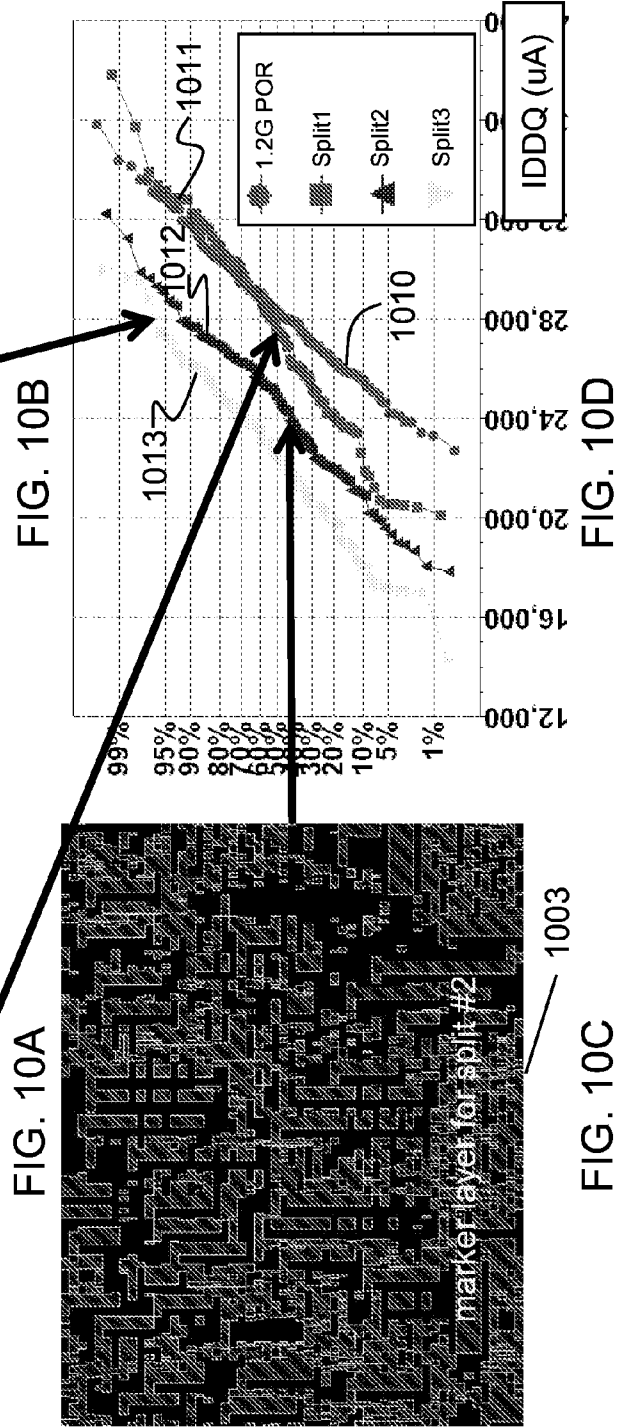 FIG. 10A
FIG. 10B
marker layer for split #2
1003
FIG. 10C
99%
95%
90%
80%
70%
60%
50%
30%
20%
10%
5%
1%
12,000
16,000
20,000
24,000
28,000
IDDQ (uA)
1013
1012
1011
1010
1.2G POR
Split1
Split2
Split3
FIG. 10D